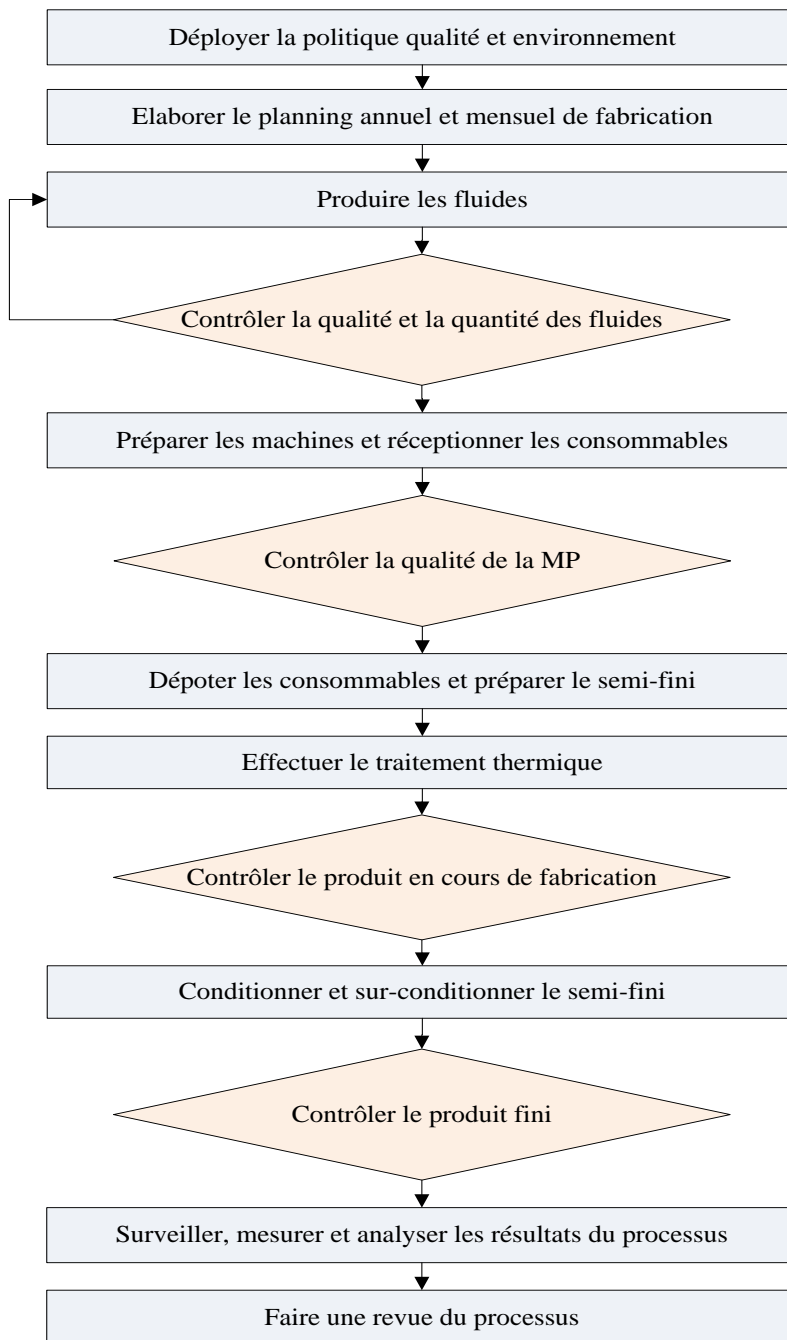 Déployer la politique qualité et environnement
Elaborer le planning annuel et mensuel de fabrication
Produire les fluides
Contrôler la qualité et la quantité des fluides
Préparer les machines et réceptionner les consommables
Contrôler la qualité de la MP
Dépoter les consommables et préparer le semi-fini
Effectuer le traitement thermique
Contrôler le produit en cours de fabrication
Conditionner et sur-conditionner le semi-fini
Contrôler le produit fini
Surveiller, mesurer et analyser les résultats du processus
Faire une revue du processus